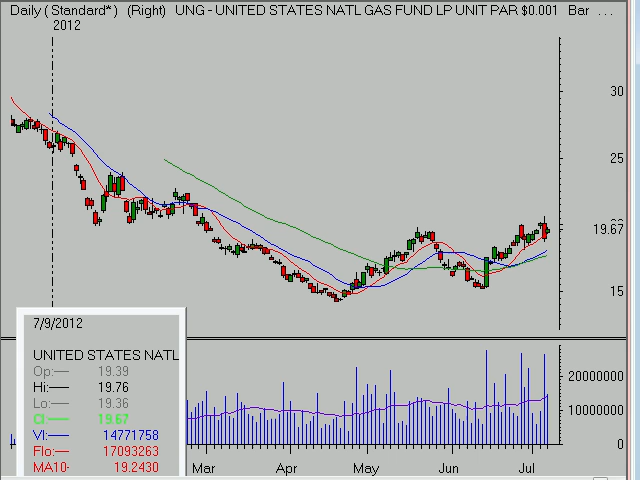 Daily (Standard*) (Right) UNG - UNITED STATES NATL GAS FUND LP UNIT PAR $0.001 Bar ...
2012
30
25
19.67
15
7/9/2012
UNITED STATES NATL
Op:— 19.39
Hi:— 19.76
Lo:— 19.36
Cl:— 19.67
Vl:— 14771758
Flo:— 17093263
MA10- 19.2430
20000000
10000000
0
Mar Apr May Jun Jul